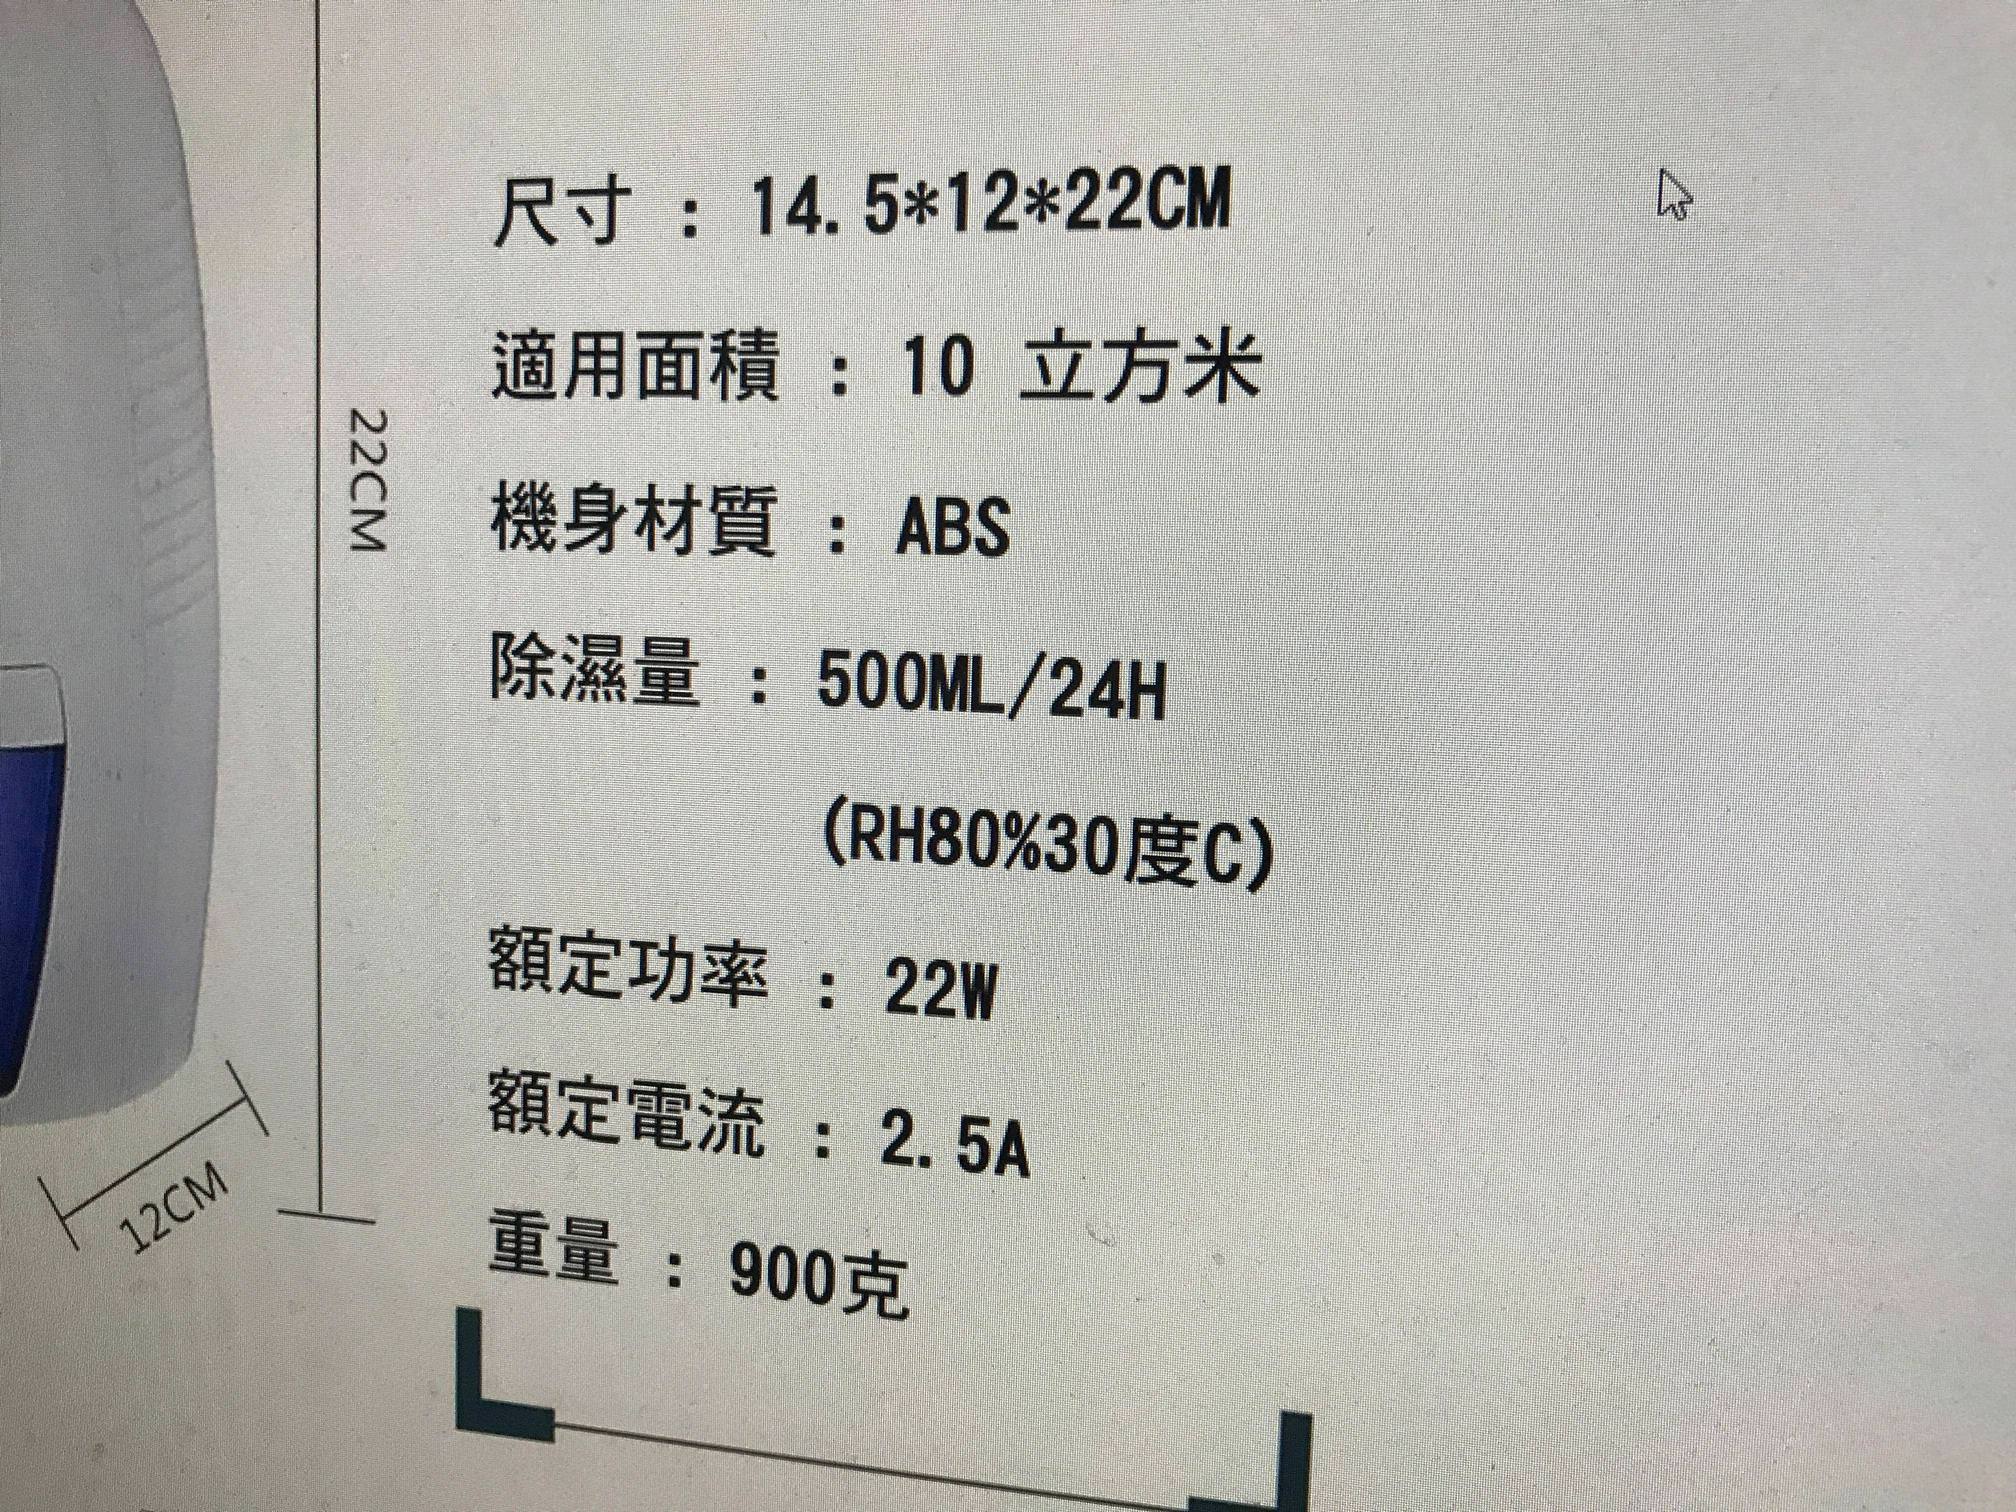 尺寸 : 14.5*12*22CM
適用面積 : 10 立方米
機身材質 : ABS
除濕量 : 500ML/24H
(RH80%30度C)
額定功率 : 22W
額定電流 : 2.5A
重量 : 900克
22CM
12CM